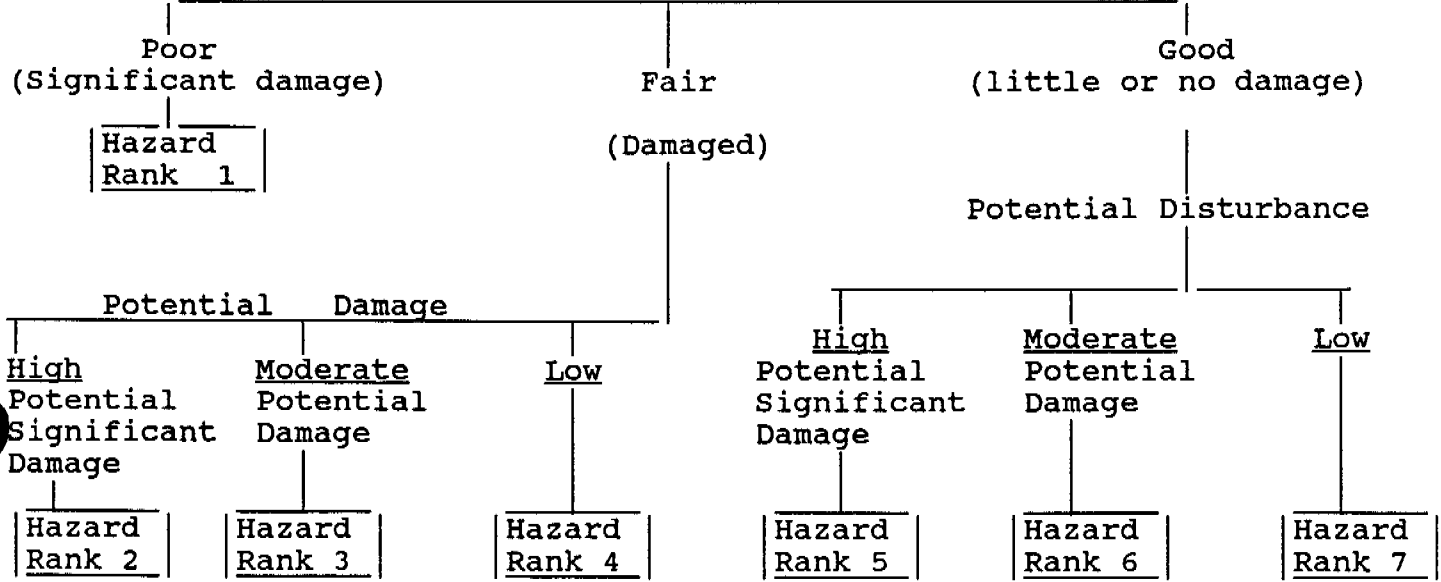 Poor
(Significant damage)
Hazard
Rank 1
Fair
(Damaged)
Good
(little or no damage)
Potential Disturbance
Potential Damage
High
Potential
Significant
Damage
Hazard
Rank 2
Moderate
Potential
Damage
Hazard
Rank 3
Low
Hazard
Rank 4
High
Potential
Significant
Damage
Hazard
Rank 5
Moderate
Potential
Damage
Hazard
Rank 6
Low
Hazard
Rank 7